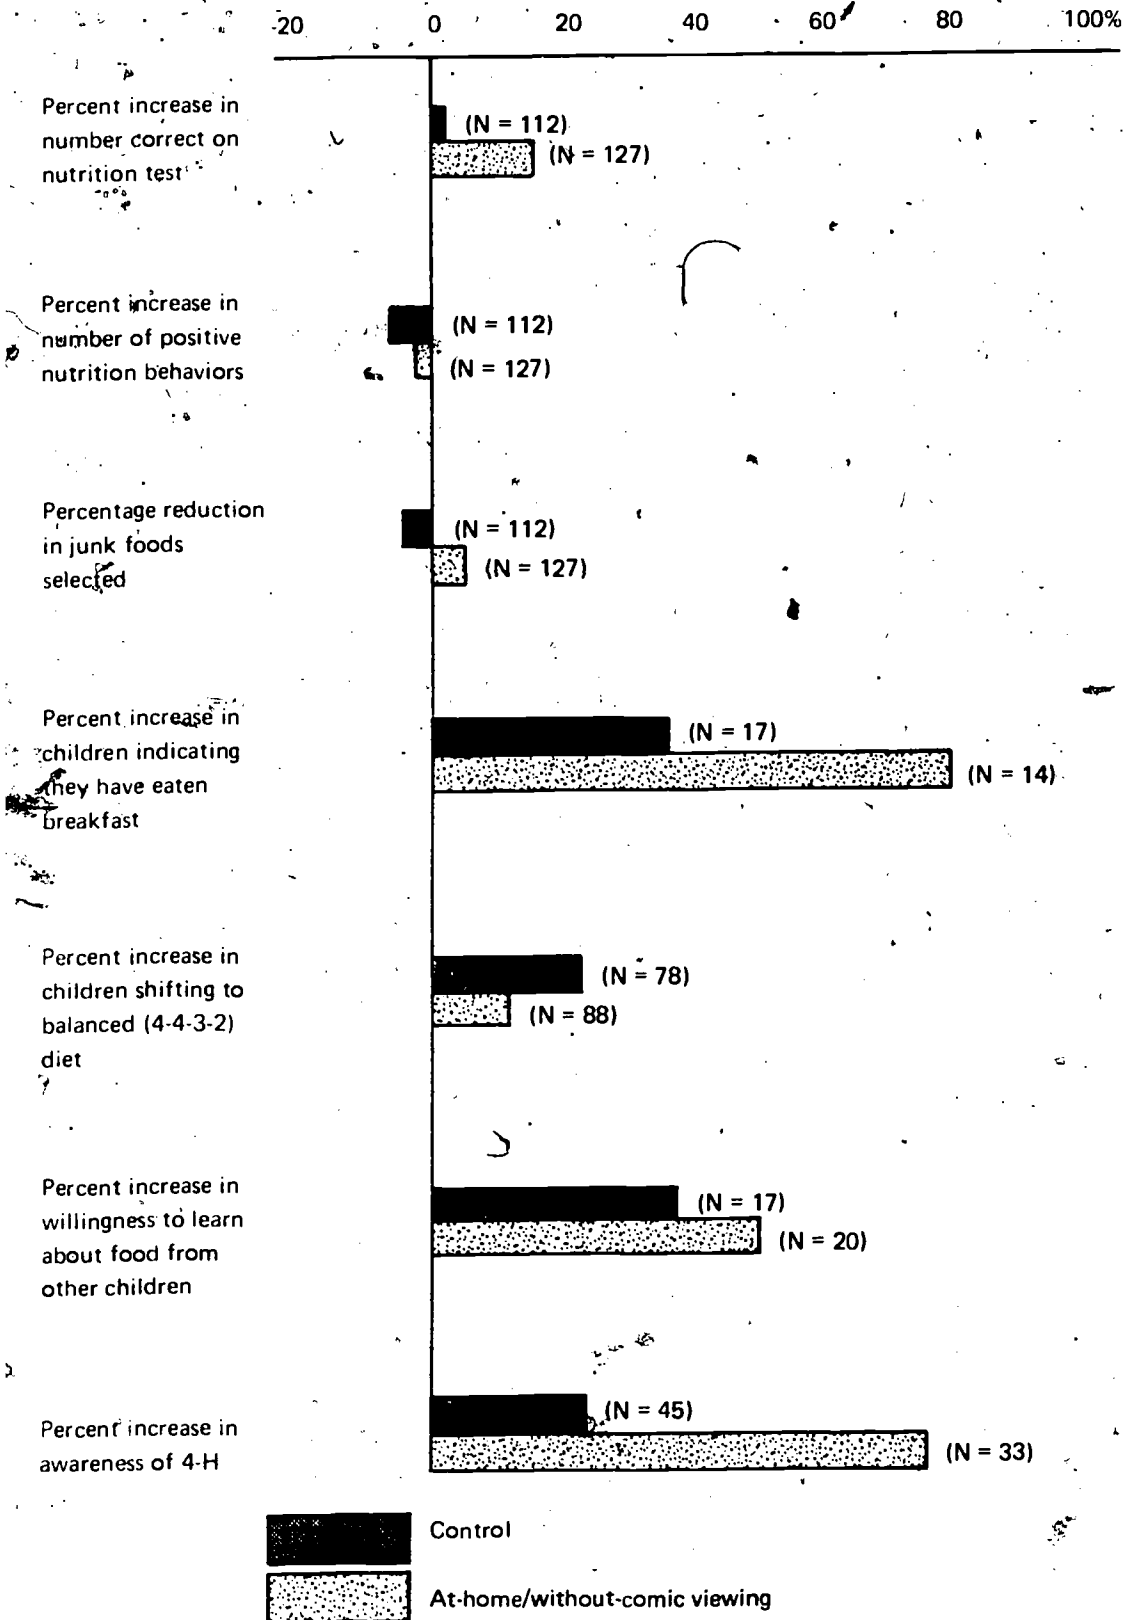 -20 0 20 40 60 80 100%
Percent increase in
number correct on
nutrition test
(N = 112)
(N = 127)
Percent increase in
number of positive
nutrition behaviors
(N = 112)
(N = 127)
Percentage reduction
in junk foods
selected
(N = 112)
(N = 127)
Percent increase in
children indicating
they have eaten
breakfast
(N = 17)
(N = 14)
Percent increase in
children shifting to
balanced (4-4-3-2)
diet
(N = 78)
(N = 88)
Percent increase in
willingness to learn
about food from
other children
(N = 17)
(N = 20)
Percent increase in
awareness of 4-H
(N = 45)
(N = 33)
Control
At-home/without-comic viewing